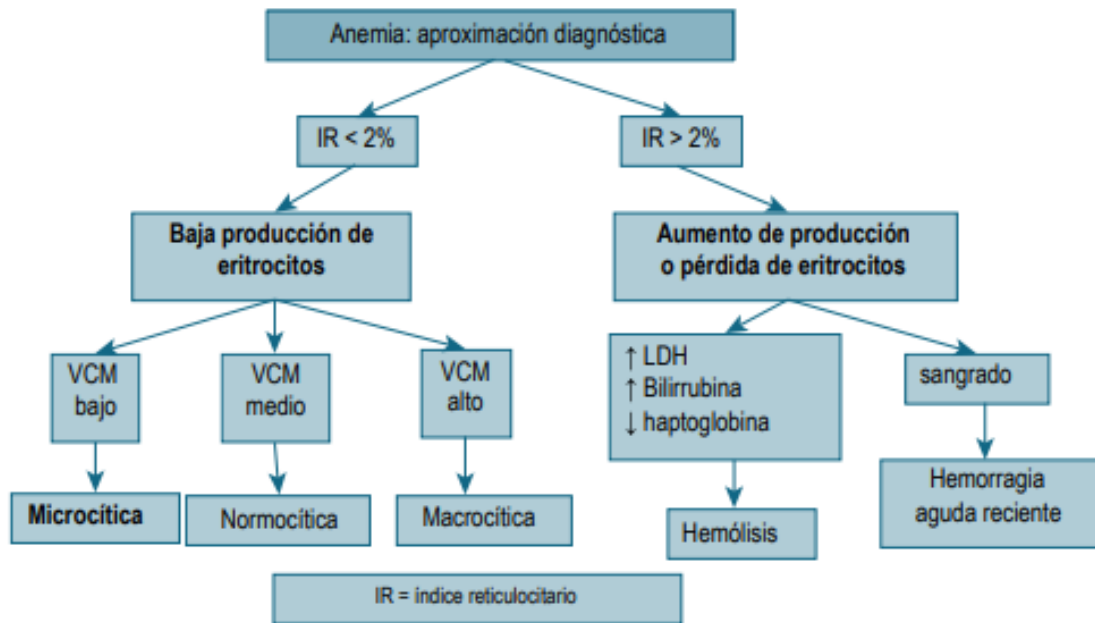 Anemia: aproximación diagnóstica
IR < 2%
IR > 2%
Baja producción de
eritrocitos
Aumento de producción
o pérdida de eritrocitos
VCM
bajo
VCM
medio
VCM
alto
↑ LDH
↑ Bilirrubina
↓ haptoglobina
sangrado
Microcítica
Normocítica
Macrocítica
Hemólisis
Hemorragia
aguda reciente
IR = índice reticulocitario